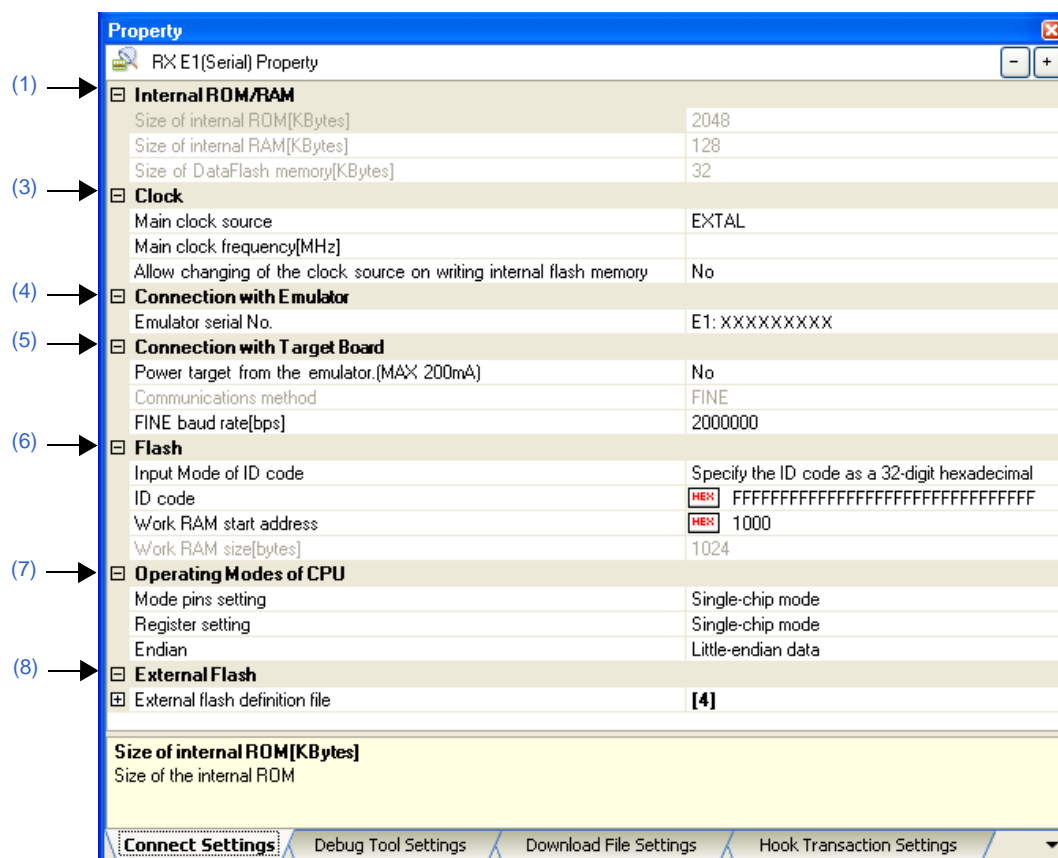 Property
RX E1(Serial) Property
- +
(1) Internal ROM/RAM
Size of internal ROM[KBytes] 2048
Size of internal RAM[KBytes] 128
Size of DataFlash memory[KBytes] 32
(3) Clock
Main clock source EXTAL
Main clock frequency[MHz]
Allow changing of the clock source on writing internal flash memory No
(4) Connection with Emulator
Emulator serial No. E1: XXXXXXXXX
(5) Connection with Target Board
Power target from the emulator.(MAX 200mA) No
Communications method FINE
FINE baud rate[bps] 2000000
(6) Flash
Input Mode of ID code Specify the ID code as a 32-digit hexadecimal
ID code HEX FFFFFFFFFFFFFFFFFFFFFFFFFFFFFFFF
Work RAM start address HEX 1000
Work RAM size[bytes] 1024
(7) Operating Modes of CPU
Mode pins setting Single-chip mode
Register setting Single-chip mode
Endian Little-endian data
(8) External Flash
External flash definition file [4]
Size of internal ROM[KBytes]
Size of the internal ROM
Connect Settings Debug Tool Settings Download File Settings Hook Transaction Settings